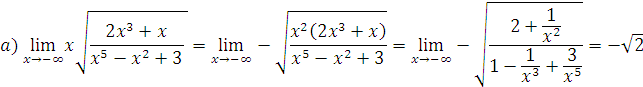 a) lim_{x→−∞} x√((2x³ + x)/(x⁵ − x² + 3)) = lim_{x→−∞} −√((x²(2x³ + x))/(x⁵ − x² + 3)) = lim_{x→−∞} −√((2 + 1/x²)/(1 − 1/x³ + 3/x⁵)) = −√2